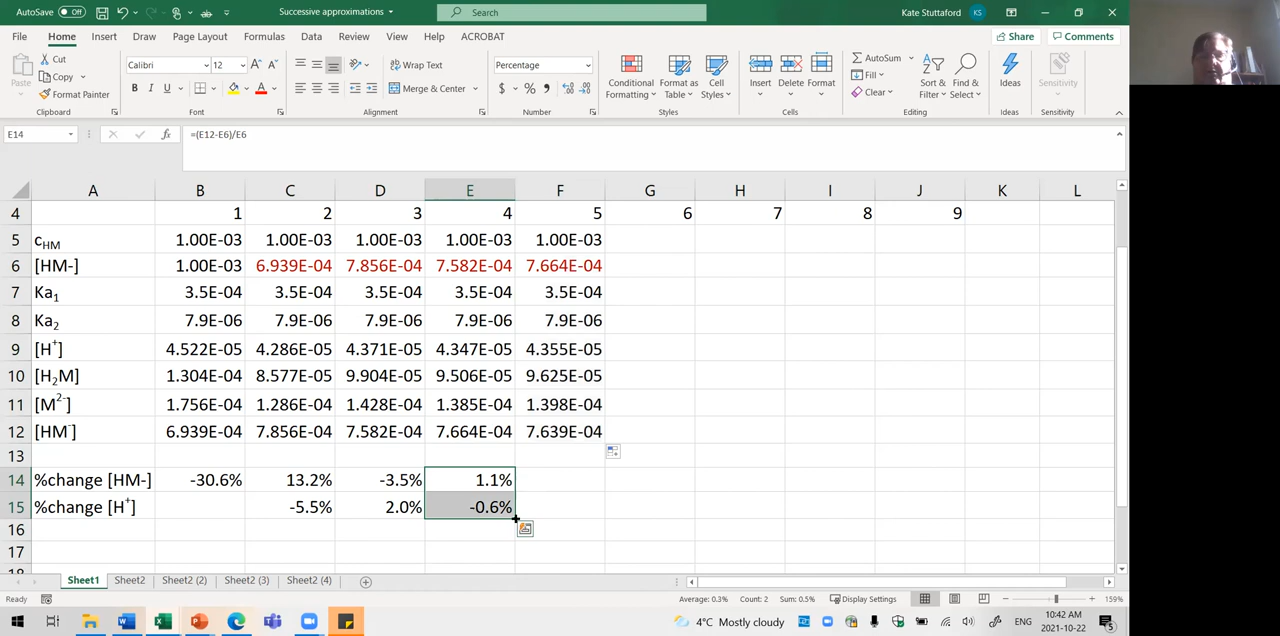 AutoSave Off Successive approximations Search Kate Stuttaford KS
File Home Insert Draw Page Layout Formulas Data Review View Help ACROBAT Share Comments
Paste Cut Copy Format Painter Clipboard
Calibri 12 B I U Font
Wrap Text Merge & Center Alignment
Percentage $ % , Number
Conditional Formatting Format as Table Cell Styles Styles
Insert Delete Format Cells
AutoSum Fill Clear Sort & Filter Find & Select Editing
Ideas Ideas
Sensitivity Sensitivity
E14 fx =(E12-E6)/E6
A B C D E F G H I J K L
4 1 2 3 4 5 6 7 8 9
5 cHM 1.00E-03 1.00E-03 1.00E-03 1.00E-03 1.00E-03
6 [HM-] 1.00E-03 6.939E-04 7.856E-04 7.582E-04 7.664E-04
7 Ka1 3.5E-04 3.5E-04 3.5E-04 3.5E-04 3.5E-04
8 Ka2 7.9E-06 7.9E-06 7.9E-06 7.9E-06 7.9E-06
9 [H+] 4.522E-05 4.286E-05 4.371E-05 4.347E-05 4.355E-05
10 [H2M] 1.304E-04 8.577E-05 9.904E-05 9.506E-05 9.625E-05
11 [M2-] 1.756E-04 1.286E-04 1.428E-04 1.385E-04 1.398E-04
12 [HM-] 6.939E-04 7.856E-04 7.582E-04 7.664E-04 7.639E-04
13
14 %change [HM-] -30.6% 13.2% -3.5% 1.1%
15 %change [H+] -5.5% 2.0% -0.6%
16
17
18
Sheet1 Sheet2 Sheet2 (2) Sheet2 (3) Sheet2 (4)
Ready Average: 0.3% Count: 2 Sum: 0.5% Display Settings 159%
4°C Mostly cloudy ENG 10:42 AM
2021-10-22 5